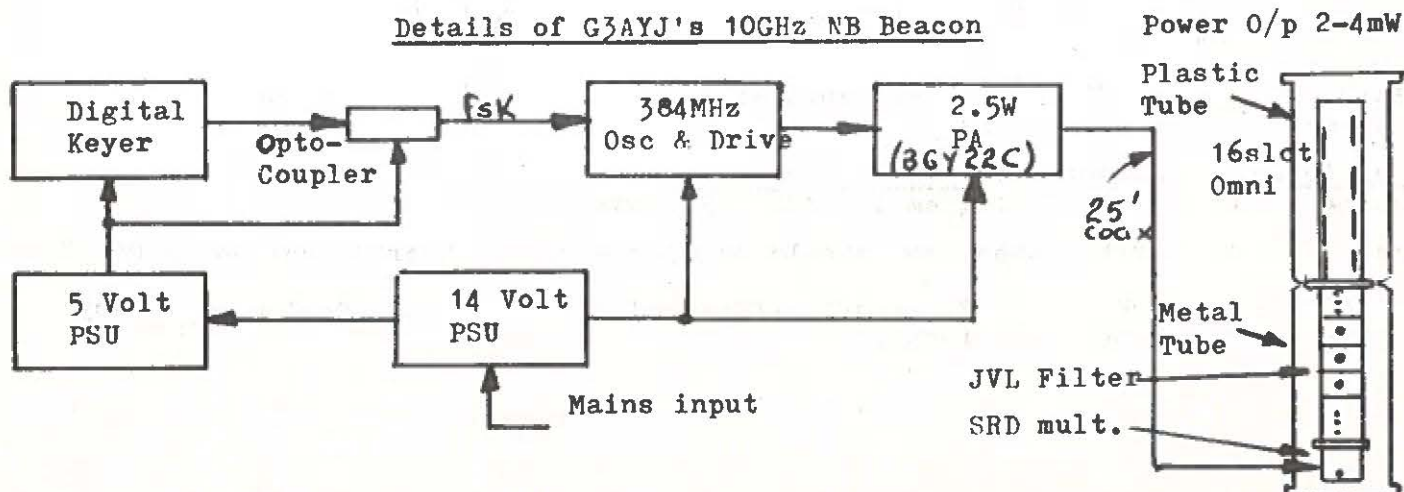 Details of G3AYJ's 10GHz NB Beacon
Power O/p 2-4mW
Digital
Keyer
Opto-
Coupler
FSK
384MHz
Osc & Drive
2.5W
PA
(BGY22C)
25'
coax
Plastic
Tube
16slot
Omni
5 Volt
PSU
14 Volt
PSU
Mains input
Metal
Tube
JVL Filter
SRD mult.